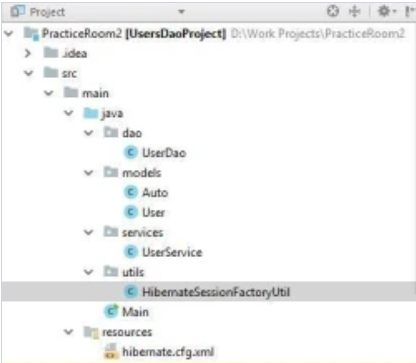 Project
PracticeRoom2 [UsersDaoProject] D:\Work Projects\PracticeRoom2
.idea
src
main
java
dao
UserDao
models
Auto
User
services
UserService
utils
HibernateSessionFactoryUtil
Main
resources
hibernate.cfg.xml